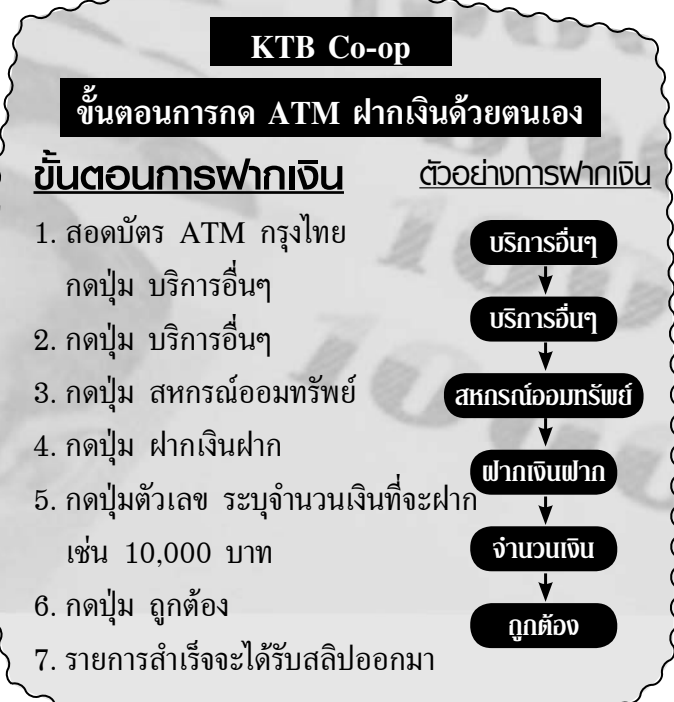 KTB Co-op
ขั้นตอนการกด ATM ฝากเงินด้วยตนเอง
ขั้นตอนการฝากเงิน
1. สอดบัตร ATM กรุงไทย
กดปุ่ม บริการอื่นๆ
2. กดปุ่ม บริการอื่นๆ
3. กดปุ่ม สหกรณ์ออมทรัพย์
4. กดปุ่ม ฝากเงินฝาก
5. กดปุ่มตัวเลข ระบุจำนวนเงินที่จะฝาก
เช่น 10,000 บาท
6. กดปุ่ม ถูกต้อง
7. รายการสำเร็จจะได้รับสลิปออกมา
ตัวอย่างการฝากเงิน
บริการอื่นๆ
บริการอื่นๆ
สหกรณ์ออมทรัพย์
ฝากเงินฝาก
จำนวนเงิน
ถูกต้อง